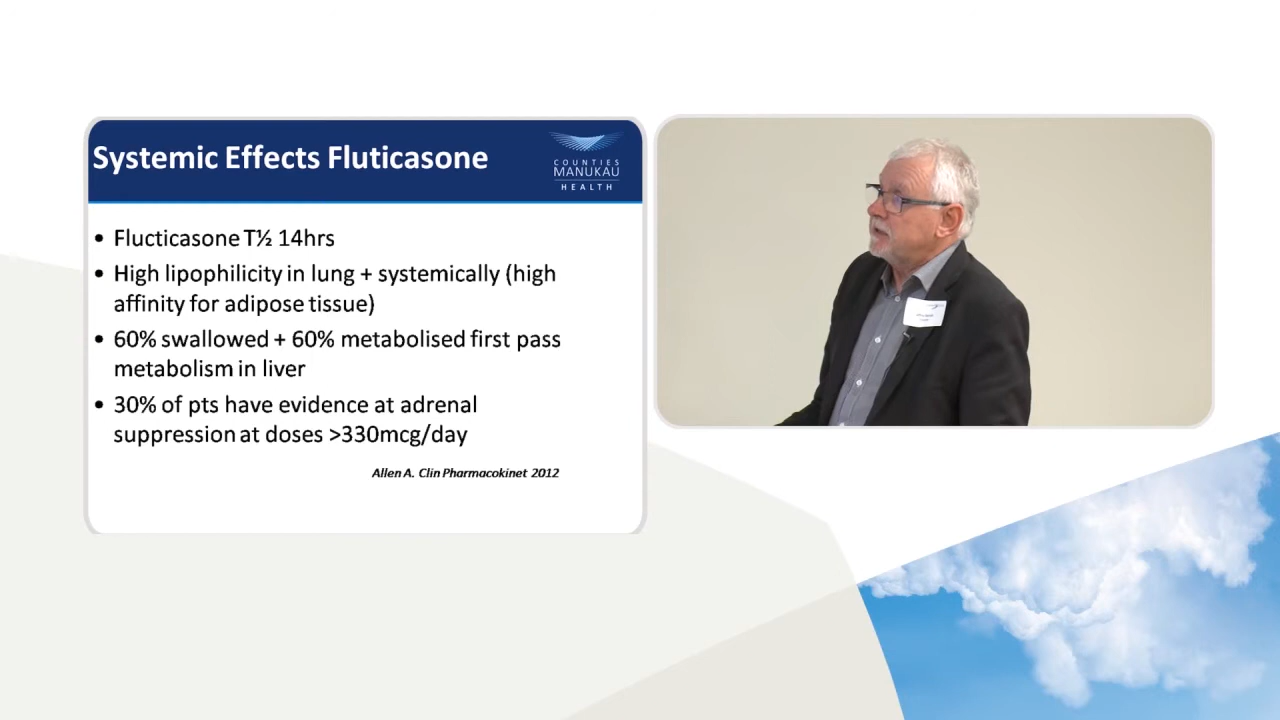 Systemic Effects Fluticasone
COUNTIES
MANUKAU
HEALTH
• Flucticasone T½ 14hrs
• High lipophilicity in lung + systemically (high
affinity for adipose tissue)
• 60% swallowed + 60% metabolised first pass
metabolism in liver
• 30% of pts have evidence at adrenal
suppression at doses >330mcg/day
Allen A. Clin Pharmacokinet 2012